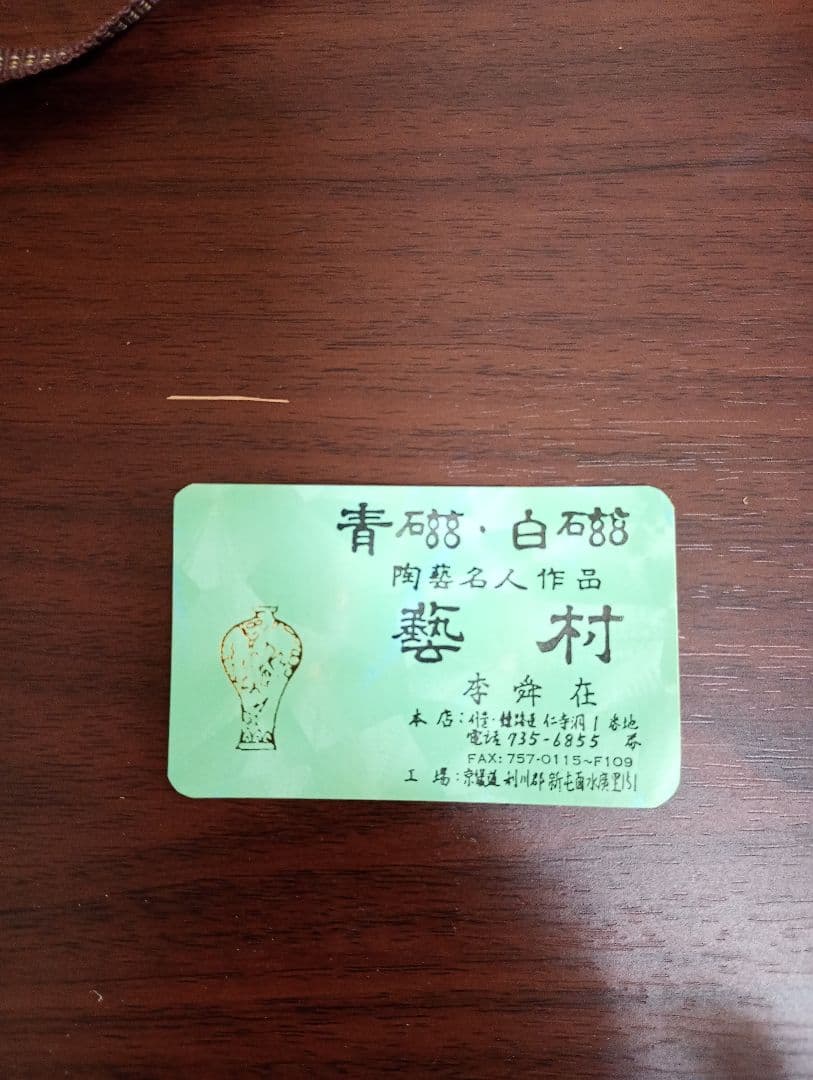 青磁·白磁
陶藝名人作品
藝村
李舜在
本店:서울·鍾路區 仁寺洞 1 番地
電話 735-6855 番
FAX:757-0115~F109
工場:京畿道 利川郡 新屯面 水廣里 151